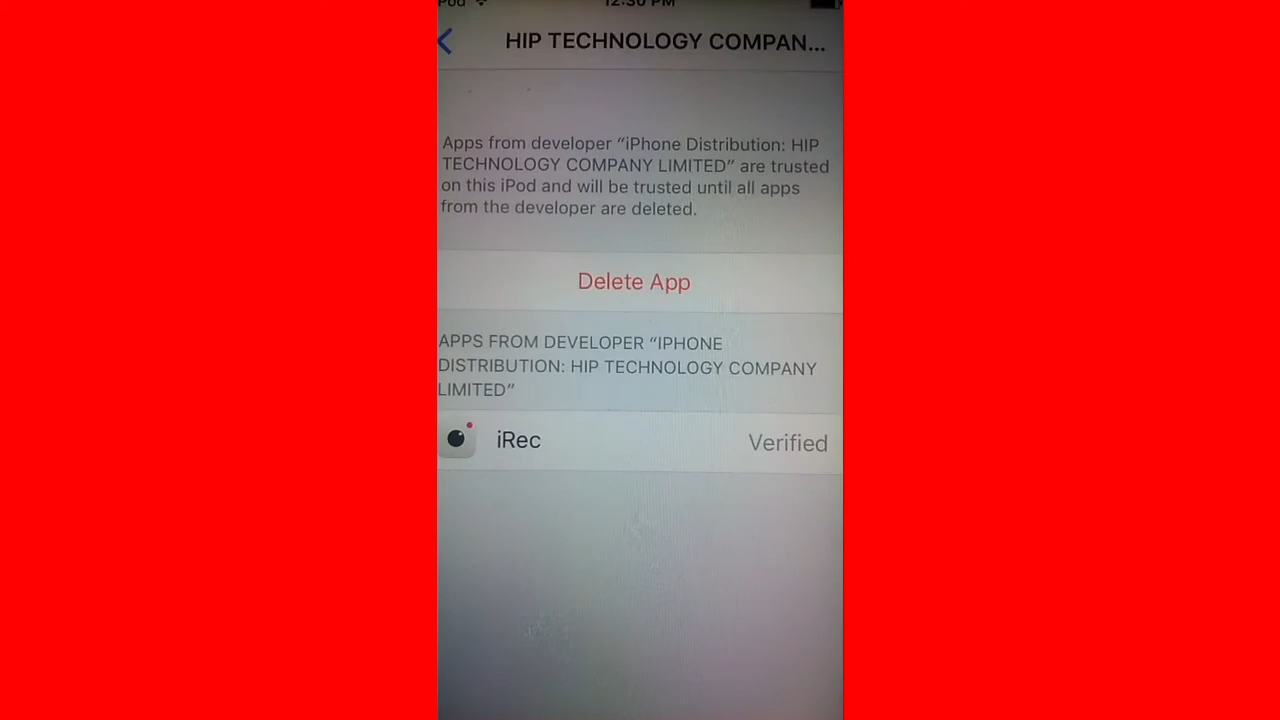 iPod 12:30 PM
HIP TECHNOLOGY COMPAN...
Apps from developer “iPhone Distribution: HIP
TECHNOLOGY COMPANY LIMITED” are trusted
on this iPod and will be trusted until all apps
from the developer are deleted.
Delete App
APPS FROM DEVELOPER “IPHONE
DISTRIBUTION: HIP TECHNOLOGY COMPANY
LIMITED”
iRec Verified